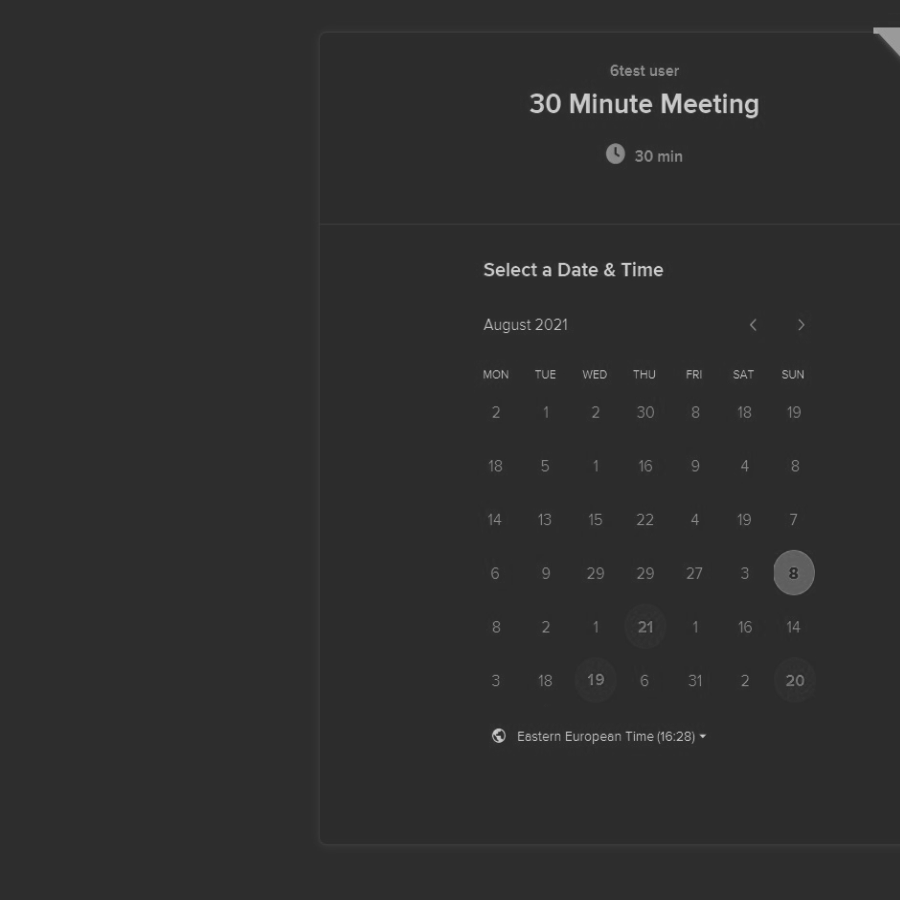 6test user
30 Minute Meeting
30 min
Select a Date & Time
August 2021
MON TUE WED THU FRI SAT SUN
2 1 2 30 8 18 19
18 5 1 16 9 4 8
14 13 15 22 4 19 7
6 9 29 29 27 3 8
8 2 1 21 1 16 14
3 18 19 6 31 2 20
Eastern European Time (16:28)